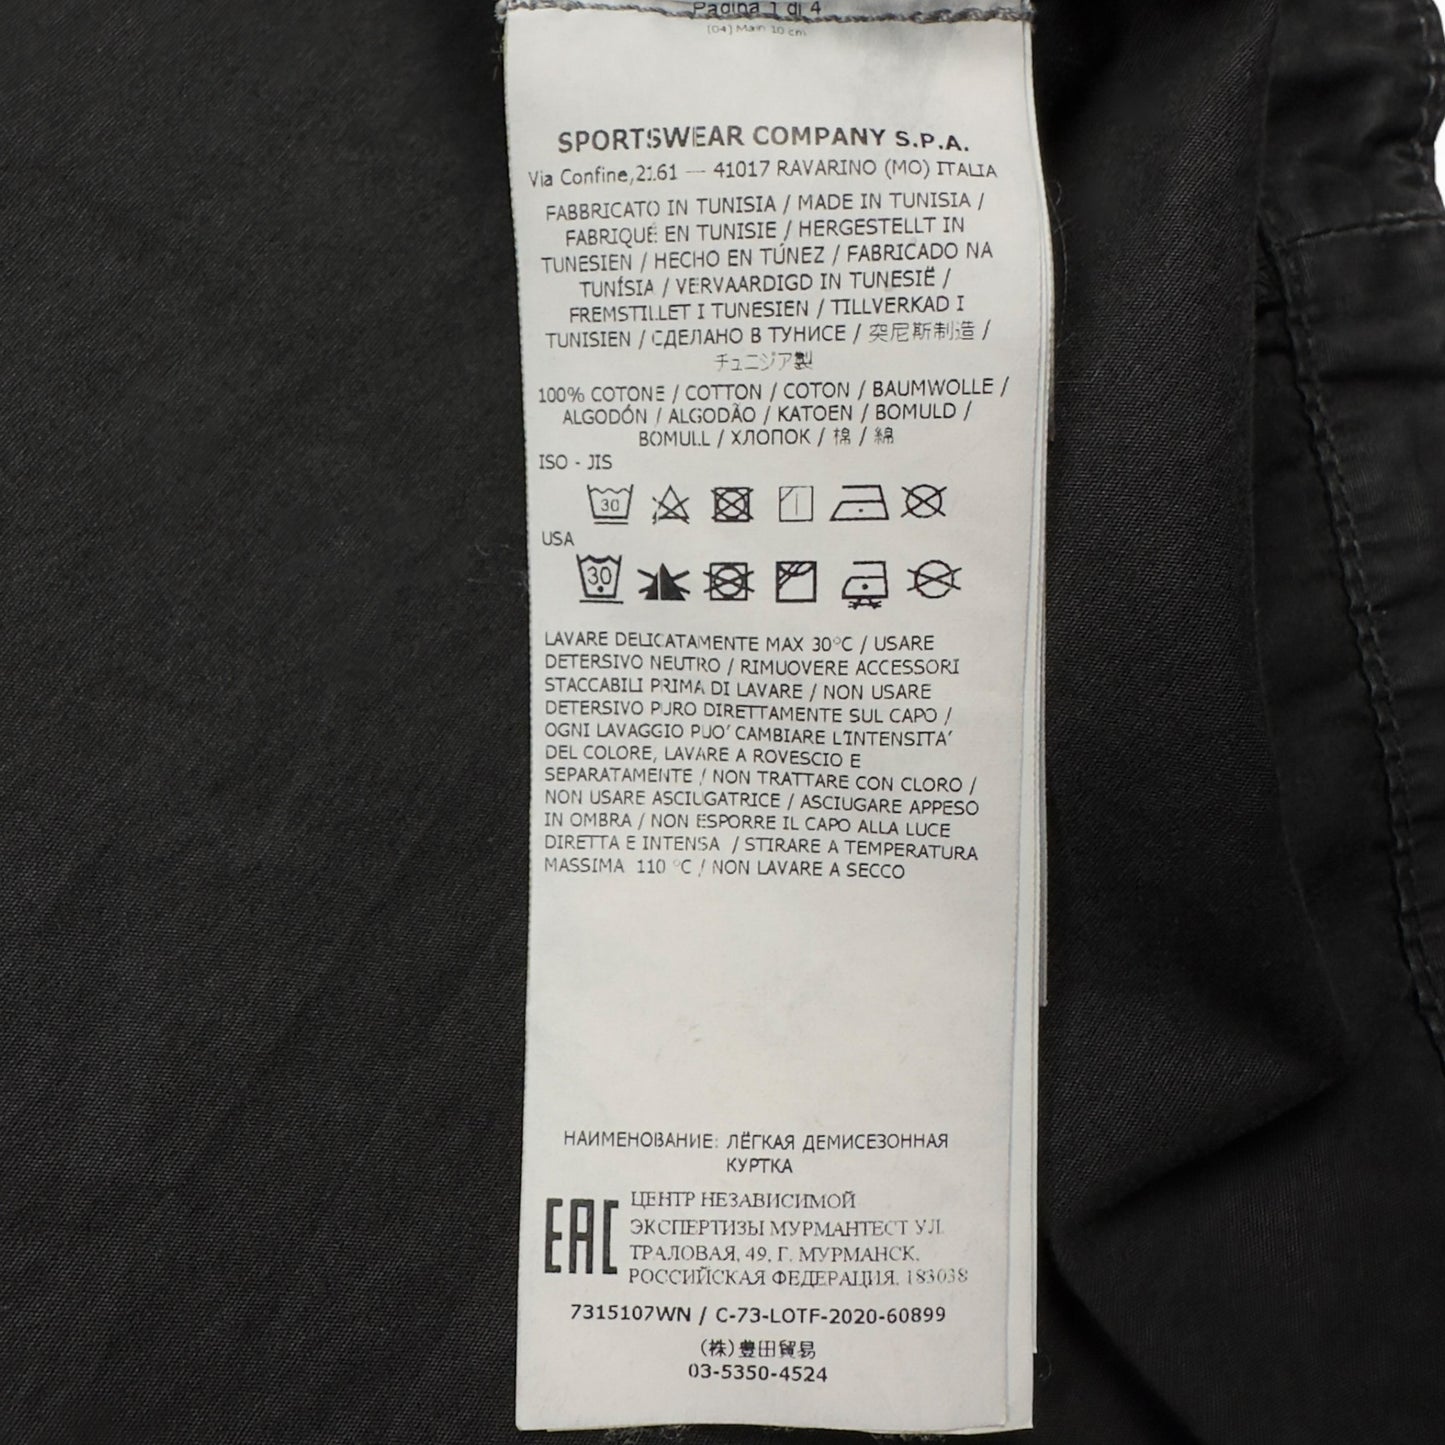 Pagina 1 di 4
(04) Main 10 cm
SPORTSWEAR COMPANY S.P.A.
Via Confine,2161 — 41017 RAVARINO (MO) ITALIA
FABBRICATO IN TUNISIA / MADE IN TUNISIA /
FABRIQUÉ EN TUNISIE / HERGESTELLT IN
TUNESIEN / HECHO EN TÚNEZ / FABRICADO NA
TUNÍSIA / VERVAARDIGD IN TUNESIË /
FREMSTILLET I TUNESIEN / TILLVERKAD I
TUNISIEN / СДЕЛАНО В ТУНИСЕ / 突尼斯制造 /
チュニジア製
100% COTONE / COTTON / COTON / BAUMWOLLE /
ALGODÓN / ALGODÃO / KATOEN / BOMULD /
BOMULL / ХЛОПОК / 棉 / 綿
ISO - JIS
30
USA
30
LAVARE DELICATAMENTE MAX 30°C / USARE
DETERSIVO NEUTRO / RIMUOVERE ACCESSORI
STACCABILI PRIMA DI LAVARE / NON USARE
DETERSIVO PURO DIRETTAMENTE SUL CAPO /
OGNI LAVAGGIO PUO' CAMBIARE L'INTENSITA'
DEL COLORE, LAVARE A ROVESCIO E
SEPARATAMENTE / NON TRATTARE CON CLORO /
NON USARE ASCIUGATRICE / ASCIUGARE APPESO
IN OMBRA / NON ESPORRE IL CAPO ALLA LUCE
DIRETTA E INTENSA / STIRARE A TEMPERATURA
MASSIMA 110 °C / NON LAVARE A SECCO
НАИМЕНОВАНИЕ: ЛЁГКАЯ ДЕМИСЕЗОННАЯ
КУРТКА
EAC
ЦЕНТР НЕЗАВИСИМОЙ
ЭКСПЕРТИЗЫ МУРМАНТЕСТ УЛ.
ТРАЛОВАЯ, 49, Г. МУРМАНСК,
РОССИЙСКАЯ ФЕДЕРАЦИЯ, 183038
7315107WN / C-73-LOTF-2020-60899
(株)豊田貿易
03-5350-4524